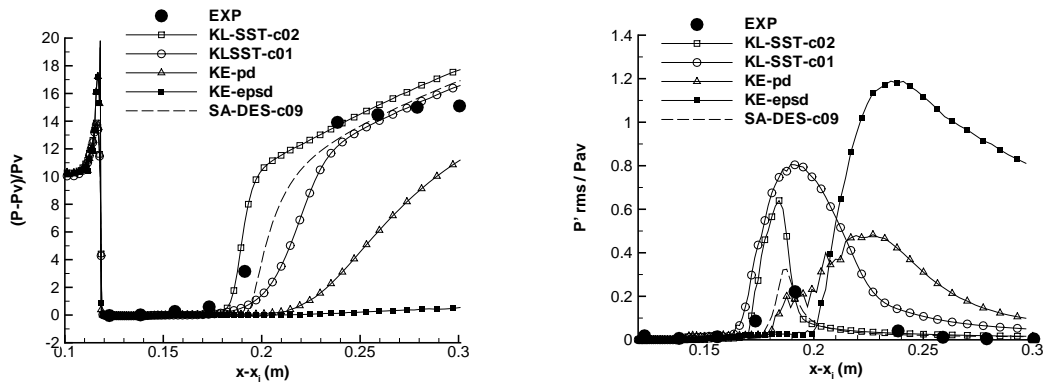 EXP
KL-SST-c02
KLSST-c01
KE-pd
KE-epsd
SA-DES-c09
20
18
16
14
12
10
8
6
4
2
0
-2
(P-Pv)/Pv
0.1
0.15
0.2
0.25
0.3
x-xi (m)
EXP
KL-SST-c02
KL-SST-c01
KE-pd
KE-epsd
SA-DES-c09
1.4
1.2
1
0.8
0.6
0.4
0.2
0
P' rms / Pav
0.15
0.2
0.25
0.3
x-xi (m)